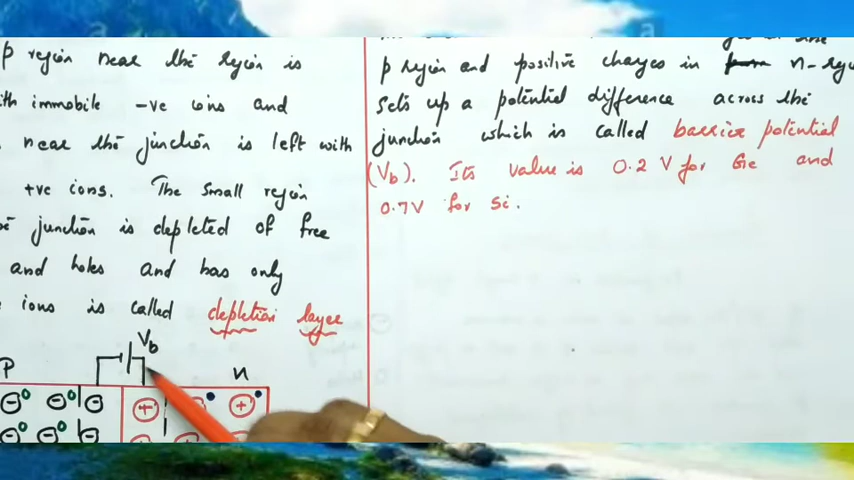 p region near the region is
ith immobile -ve ions and
near the junction is left with
+ve ions. The small region
junction is depleted of free
and holes and has only
ions is called depletion layer
Vb
P
n
p region and positive charges in n-regi
sets up a potential difference across the
junction which is called barrier potential
(Vb). Its value is 0.2 V for Ge and
0.7V for Si.